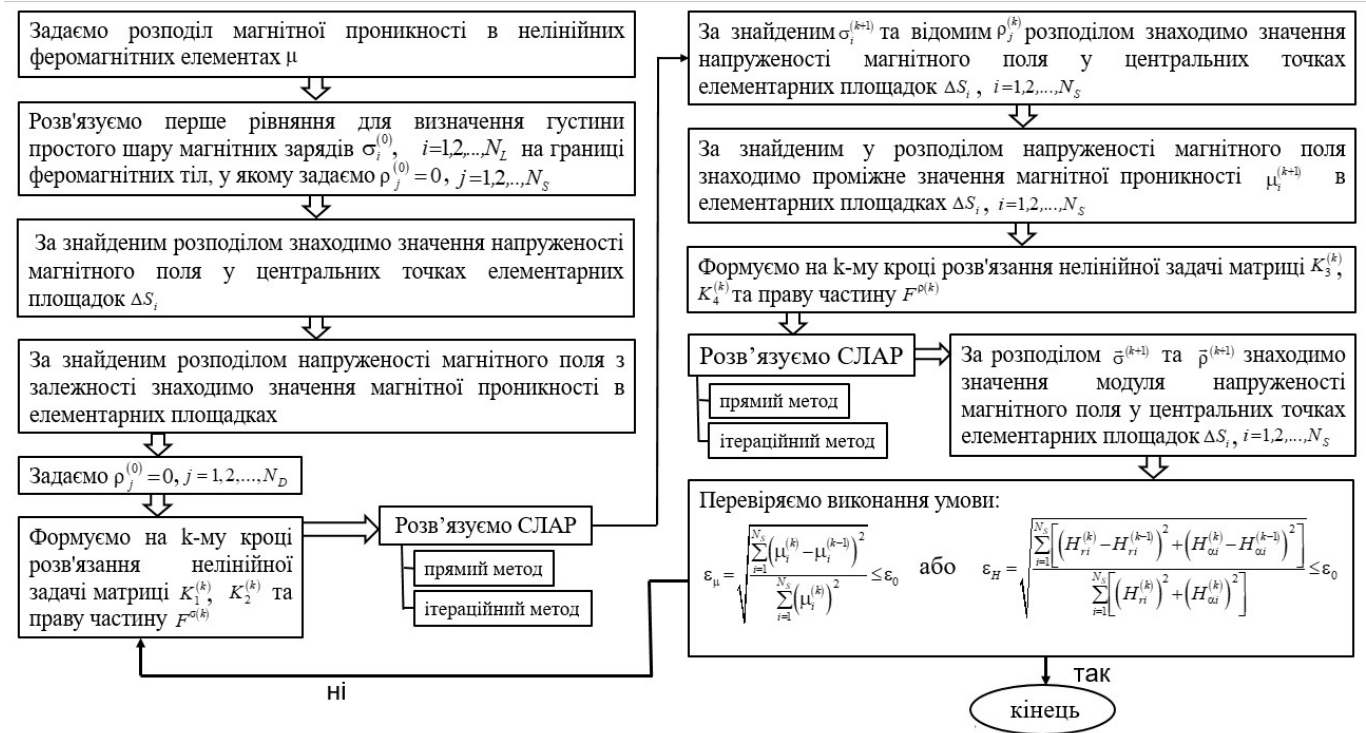 Задаємо розподіл магнітної проникності в нелінійних
феромагнітних елементах μ
Розв'язуємо перше рівняння для визначення густини
простого шару магнітних зарядів σ_i^(0), i=1,2,...,N_L на границі
феромагнітних тіл, у якому задаємо ρ_j^(0)=0, j=1,2,..,N_S
За знайденим розподілом знаходимо значення напруженості
магнітного поля у центральних точках елементарних
площадок ΔS_i
За знайденим розподілом напруженості магнітного поля з
залежності знаходимо значення магнітної проникності в
елементарних площадках
Задаємо ρ_j^(0)=0, j=1,2,...,N_D
Формуємо на k-му кроці
розв'язання нелінійної
задачі матриці K_1^(k), K_2^(k) та
праву частину F^σ(k)
Розв’язуємо СЛАР
прямий метод
ітераційний метод
За знайденим σ_i^(k+1) та відомим ρ_j^(k) розподілом знаходимо значення
напруженості магнітного поля у центральних точках
елементарних площадок ΔS_i, i=1,2,...,N_S
За знайденим у розподілом напруженості магнітного поля
знаходимо проміжне значення магнітної проникності μ_i^(k+1) в
елементарних площадках ΔS_i, i=1,2,...,N_S
Формуємо на k-му кроці розв'язання нелінійної задачі матриці K_3^(k),
K_4^(k) та праву частину F^ρ(k)
Розв’язуємо СЛАР
прямий метод
ітераційний метод
За розподілом σ̄^(k+1) та ρ̄^(k+1) знаходимо
значення модуля напруженості
магнітного поля у центральних точках
елементарних площадок ΔS_i, i=1,2,...,N_S
Перевіряємо виконання умови:
ε_μ = √(∑_{i=1}^{N_S}(μ_i^(k) − μ_i^(k−1))^2 / ∑_{i=1}^{N_S}(μ_i^(k))^2) ≤ ε_0 або ε_H = √(∑_{i=1}^{N_S}[(H_ri^(k) − H_ri^(k−1))^2 + (H_αi^(k) − H_αi^(k−1))^2] / ∑_{i=1}^{N_S}[(H_ri^(k))^2 + (H_αi^(k))^2]) ≤ ε_0
ні
так
кінець